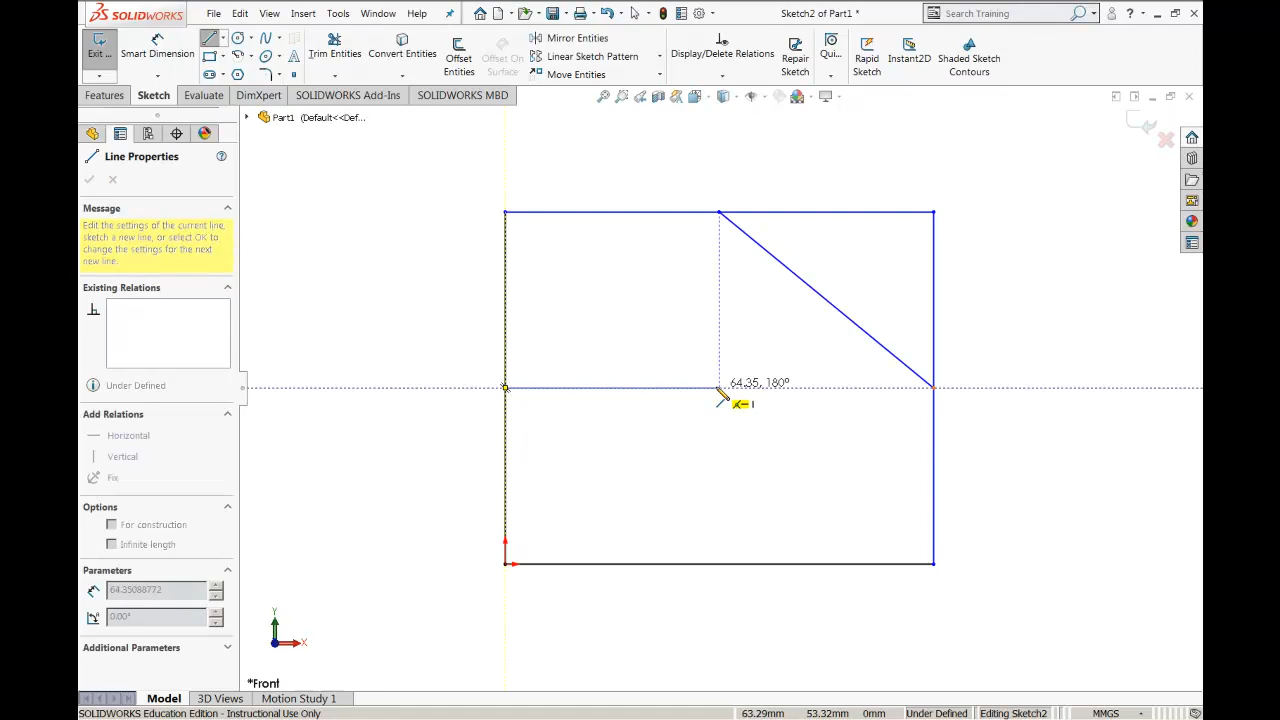 SOLIDWORKS File Edit View Insert Tools Window Help Sketch2 of Part1 * Search Training
Exit ... Smart Dimension Trim Entities Convert Entities Offset Entities Offset On Surface Mirror Entities Linear Sketch Pattern Move Entities Display/Delete Relations Repair Sketch Qui... Rapid Sketch Instant2D Shaded Sketch Contours
Features Sketch Evaluate DimXpert SOLIDWORKS Add-Ins SOLIDWORKS MBD
Part1 (Default<<Def...
Line Properties
Message
Edit the settings of the current line,
sketch a new line, or select OK to
change the settings for the next
new line.
Existing Relations
Under Defined
Add Relations
Horizontal
Vertical
Fix
Options
For construction
Infinite length
Parameters
64.35088772
0.00°
Additional Parameters
64.35, 180°
Y
X
*Front
Model 3D Views Motion Study 1
SOLIDWORKS Education Edition - Instructional Use Only 63.29mm 53.32mm 0mm Under Defined Editing Sketch2 MMGS